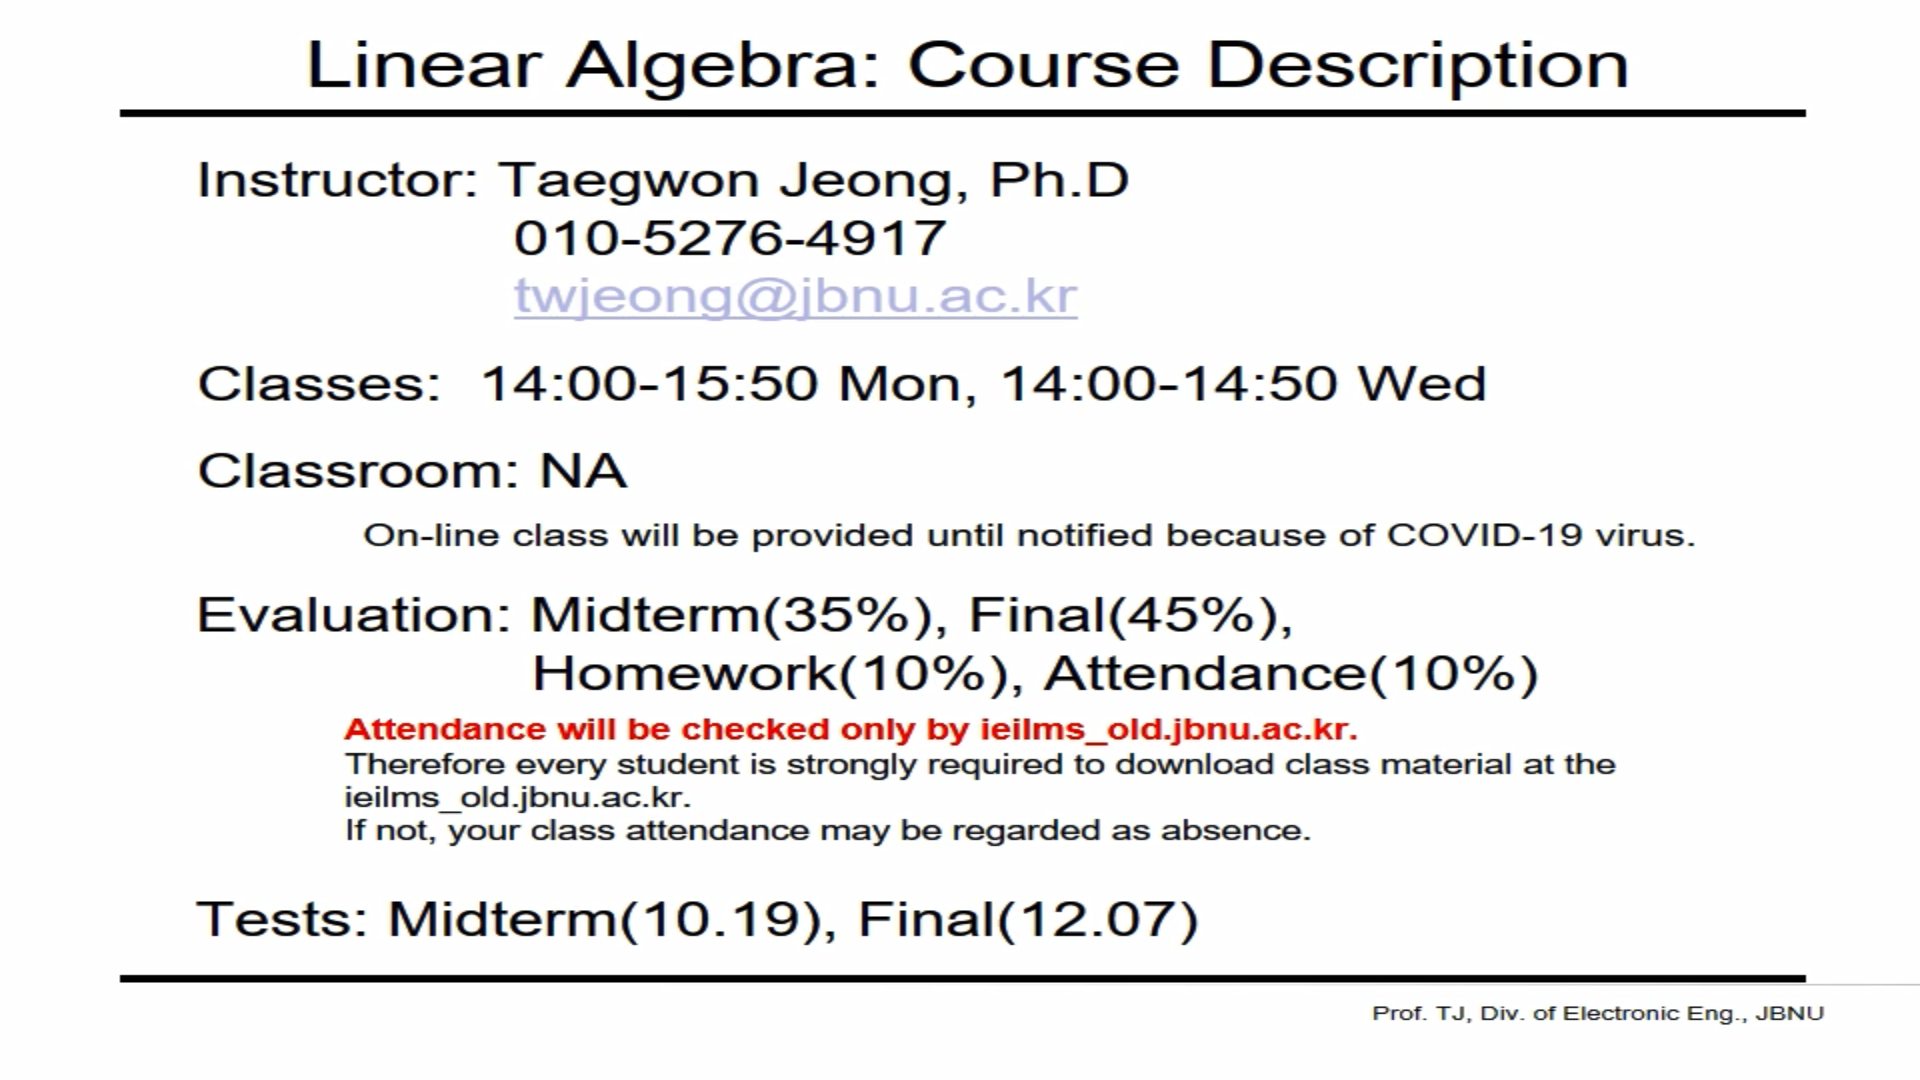 Linear Algebra: Course Description
Instructor: Taegwon Jeong, Ph.D
010-5276-4917
twjeong@jbnu.ac.kr
Classes: 14:00-15:50 Mon, 14:00-14:50 Wed
Classroom: NA
On-line class will be provided until notified because of COVID-19 virus.
Evaluation: Midterm(35%), Final(45%),
Homework(10%), Attendance(10%)
Attendance will be checked only by ieilms_old.jbnu.ac.kr.
Therefore every student is strongly required to download class material at the
ieilms_old.jbnu.ac.kr.
If not, your class attendance may be regarded as absence.
Tests: Midterm(10.19), Final(12.07)
Prof. TJ, Div. of Electronic Eng., JBNU